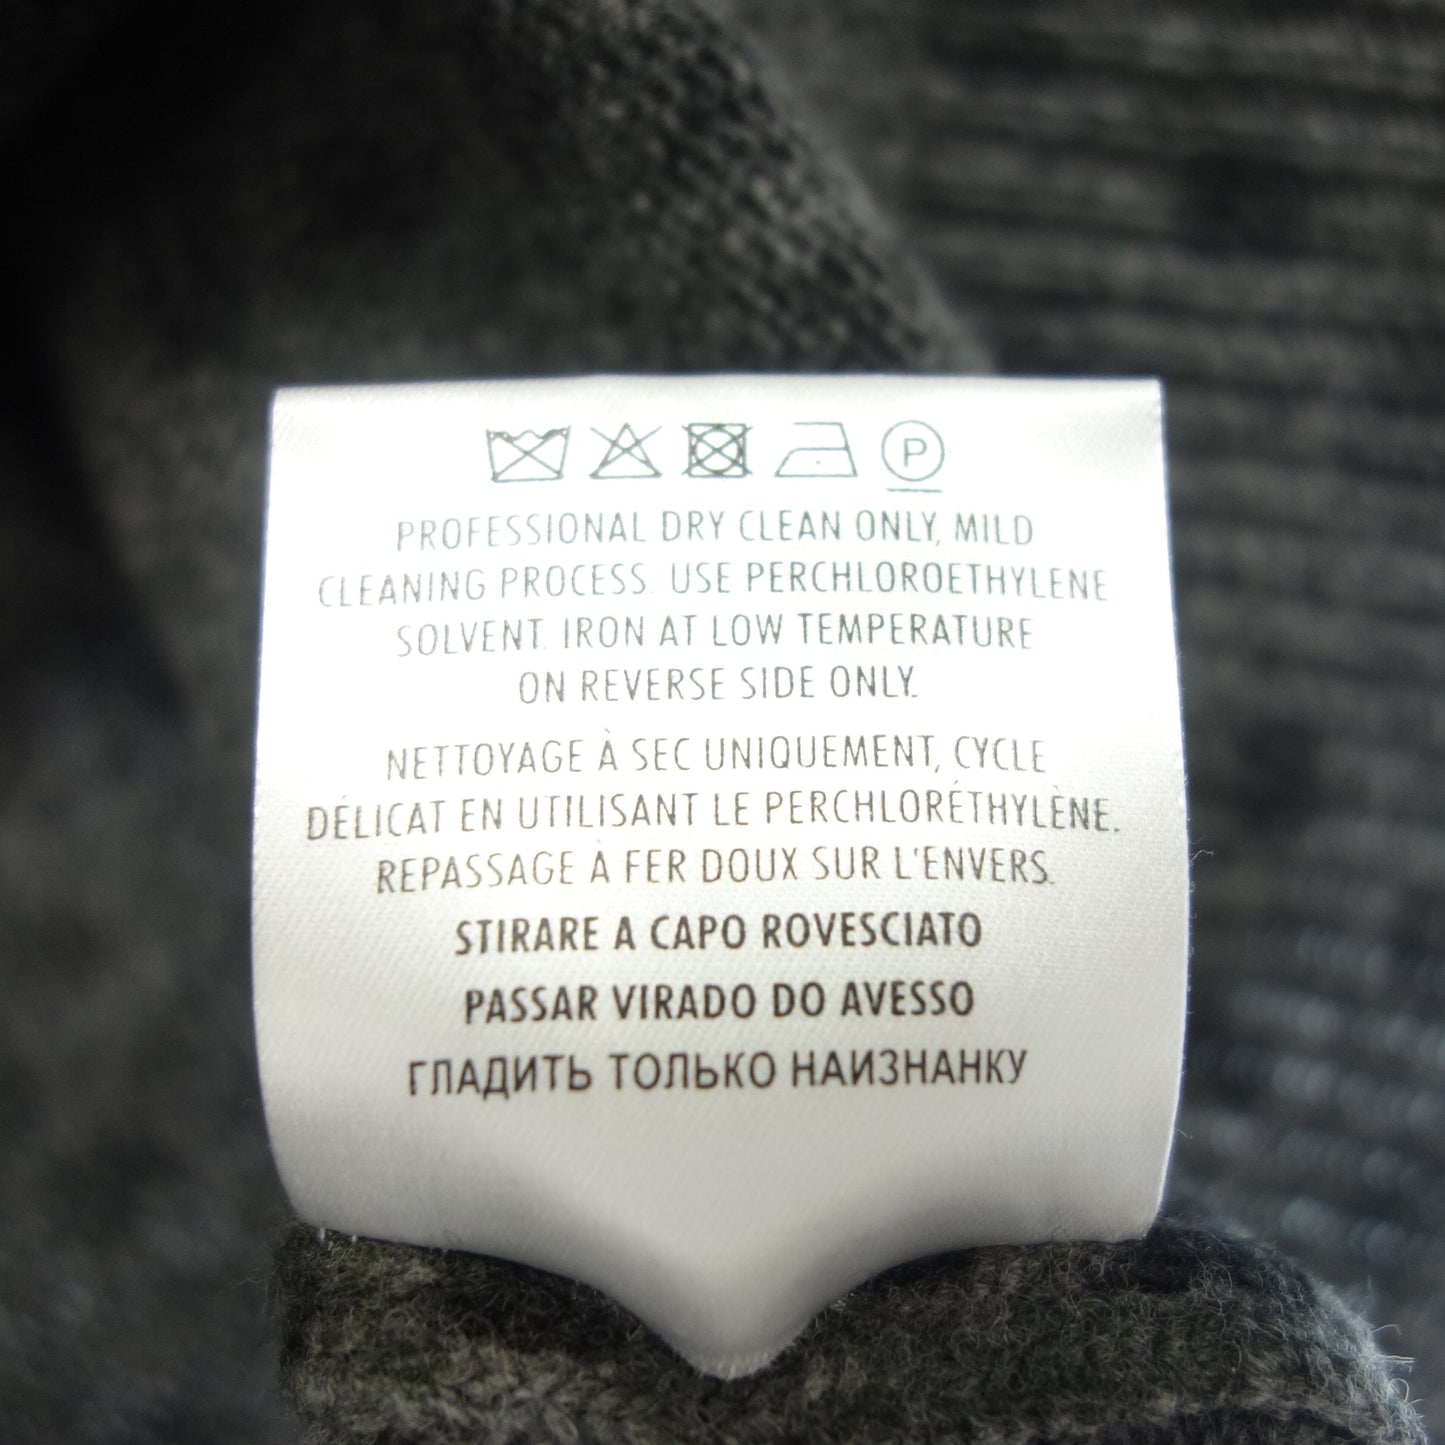 P
PROFESSIONAL DRY CLEAN ONLY, MILD
CLEANING PROCESS. USE PERCHLOROETHYLENE
SOLVENT. IRON AT LOW TEMPERATURE
ON REVERSE SIDE ONLY.
NETTOYAGE À SEC UNIQUEMENT, CYCLE
DÉLICAT EN UTILISANT LE PERCHLORÉTHYLÈNE.
REPASSAGE À FER DOUX SUR L'ENVERS.
STIRARE A CAPO ROVESCIATO
PASSAR VIRADO DO AVESSO
ГЛАДИТЬ ТОЛЬКО НАИЗНАНКУ